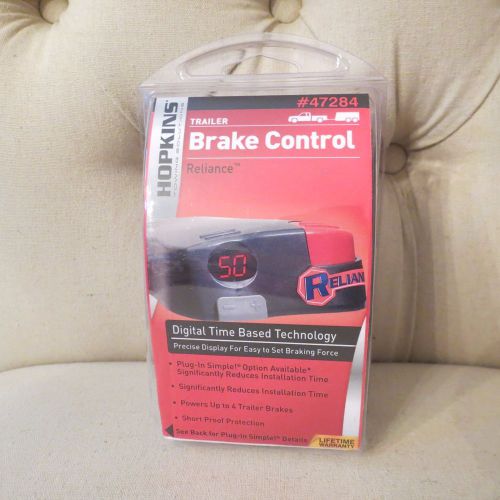 #47284
HOPKINS
TOWING SOLUTIONS
TRAILER
Brake Control
Reliance™
50
RELIAN
Digital Time Based Technology
Precise Display For Easy to Set Braking Force
• Plug-In Simple!™ Option Available*
Significantly Reduces Installation Time
• Significantly Reduces Installation Time
• Powers Up to 4 Trailer Brakes
• Short Proof Protection
See Back for Plug-In Simple!™ Details
LIFETIME
WARRANTY